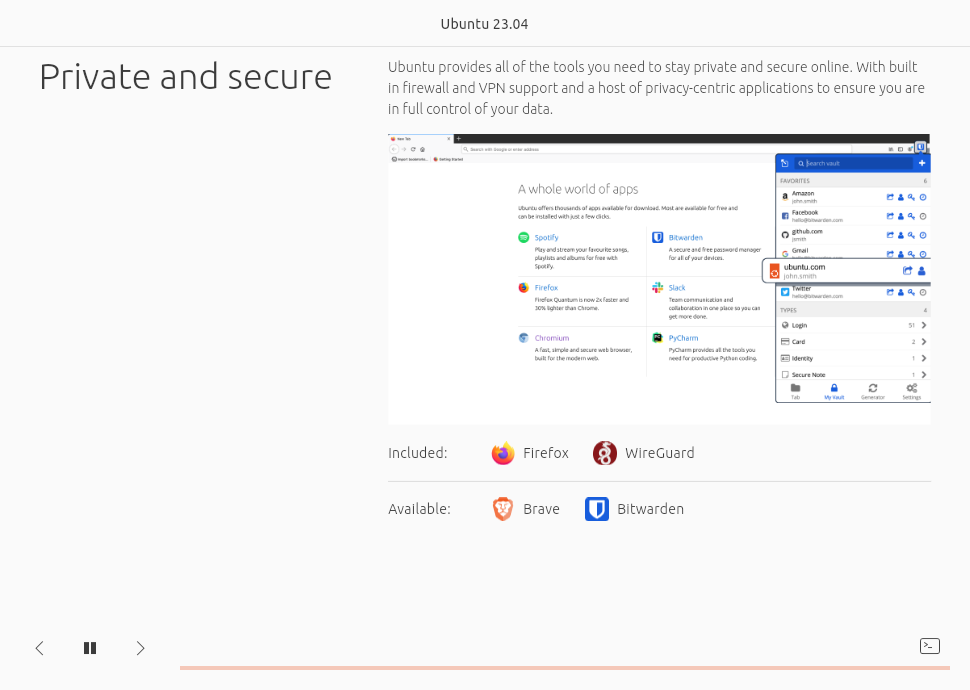 Ubuntu 23.04
Private and secure
Ubuntu provides all of the tools you need to stay private and secure online. With built
in firewall and VPN support and a host of privacy-centric applications to ensure you are
in full control of your data.
New Tab
Search with Google or enter address
Import bookmarks... Getting Started
A whole world of apps
Ubuntu offers thousands of apps available for download. Most are available for free and
can be installed with just a few clicks.
Spotify
Play and stream your favourite songs,
playlists and albums for free with
Spotify.
Bitwarden
A secure and free password manager
for all of your devices.
Firefox
Firefox Quantum is now 2x faster and
30% lighter than Chrome.
Slack
Team communication and
collaboration in one place so you can
get more done.
Chromium
A fast, simple and secure web browser,
built for the modern web.
PyCharm
PyCharm provides all the tools you
need for productive Python coding.
Search vault
FAVORITES 6
Amazon
john.smith
Facebook
hello@bitwarden.com
github.com
jsmith
Gmail
ubuntu.com
john.smith
Twitter
hello@bitwarden.com
TYPES 4
Login 51
Card 2
Identity 1
Secure Note 1
Tab My Vault Generator Settings
Included: Firefox WireGuard
Available: Brave Bitwarden